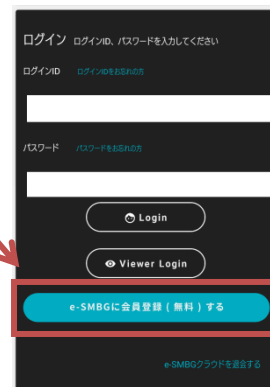 ログイン ログインID、パスワードを入力してください
ログインID ログインIDをお忘れの方
パスワード パスワードをお忘れの方
Login
Viewer Login
e-SMBGに会員登録 ( 無料 ) する
e-SMBGクラウドを退会する